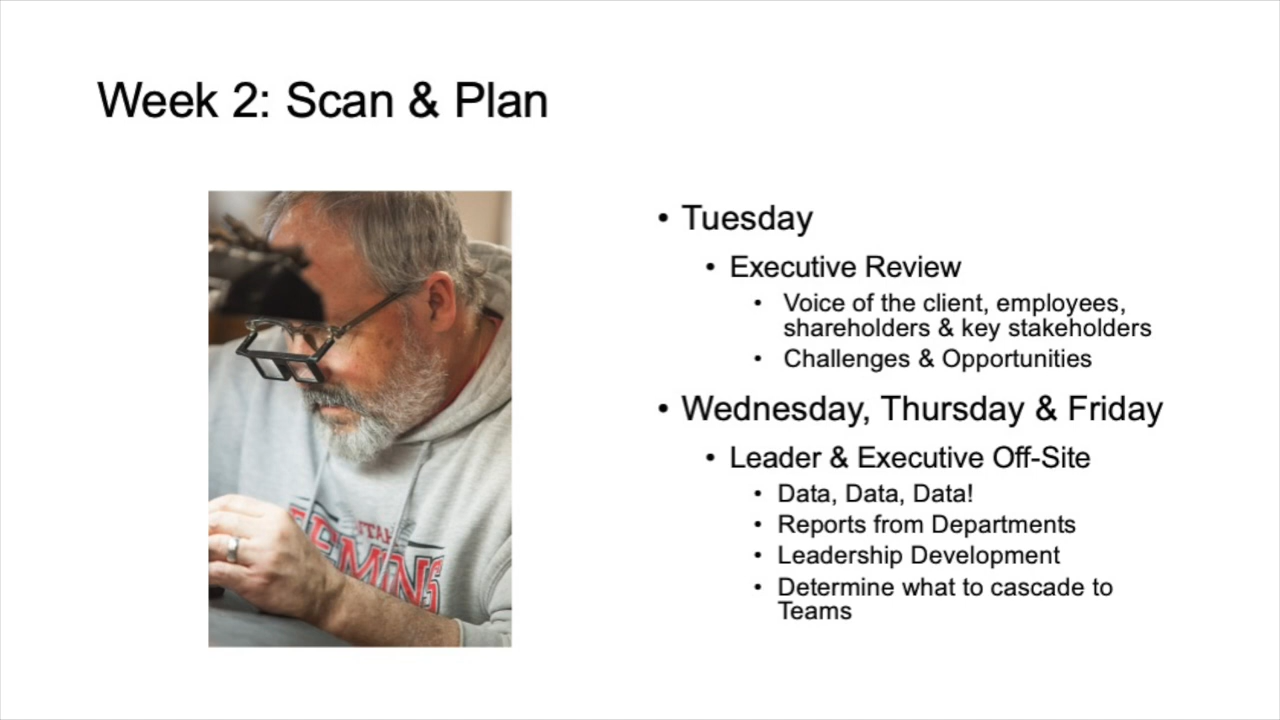 Week 2: Scan & Plan
• Tuesday
• Executive Review
• Voice of the client, employees,
shareholders & key stakeholders
• Challenges & Opportunities
• Wednesday, Thursday & Friday
• Leader & Executive Off-Site
• Data, Data, Data!
• Reports from Departments
• Leadership Development
• Determine what to cascade to
Teams
UTAH